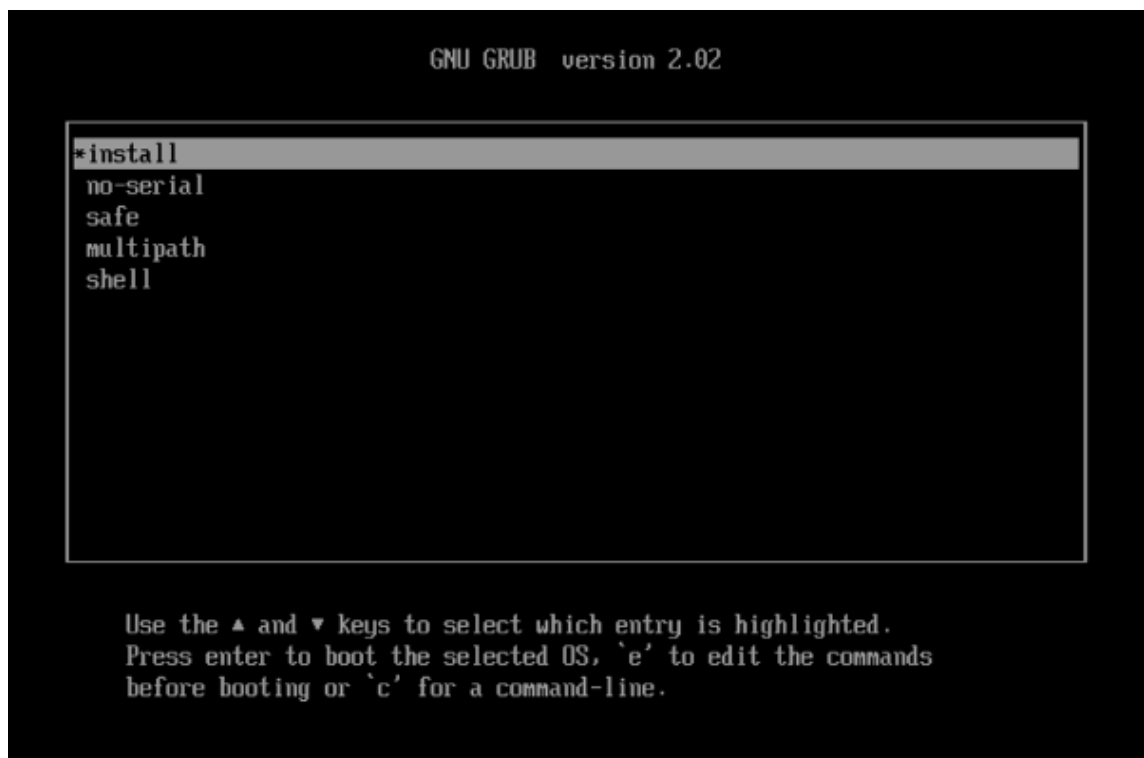 GNU GRUB  version 2.02
*install
no-serial
safe
multipath
shell
Use the ▲ and ▼ keys to select which entry is highlighted.
Press enter to boot the selected OS, `e' to edit the commands
before booting or `c' for a command-line.